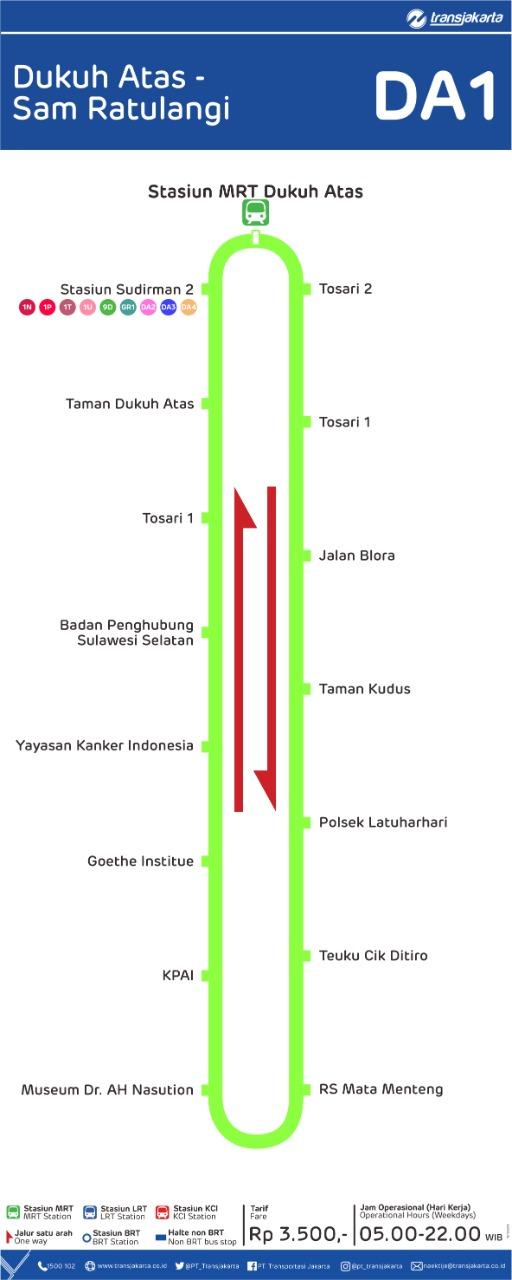 transjakarta
Dukuh Atas -
Sam Ratulangi
DA1
Stasiun MRT Dukuh Atas
Stasiun Sudirman 2
1N 1P 1T 1U 9D GR1 DA2 DA3 DA4
Tosari 2
Taman Dukuh Atas
Tosari 1
Tosari 1
Jalan Blora
Badan Penghubung
Sulawesi Selatan
Taman Kudus
Yayasan Kanker Indonesia
Polsek Latuharhari
Goethe Institue
Teuku Cik Ditiro
KPAI
Museum Dr. AH Nasution
RS Mata Menteng
Stasiun MRT
MRT Station
Stasiun LRT
LRT Station
Stasiun KCI
KCI Station
Jalur satu arah
One way
Stasiun BRT
BRT Station
Halte non BRT
Non BRT bus stop
Tarif
Fare
Rp 3.500,-
Jam Operasional (Hari Kerja)
Operational Hours (Weekdays)
05.00-22.00 WIB
1500 102
www.transjakarta.co.id
@PT_Transjakarta
PT Transportasi Jakarta
@pt_transjakarta
naektije@transjakarta.co.id